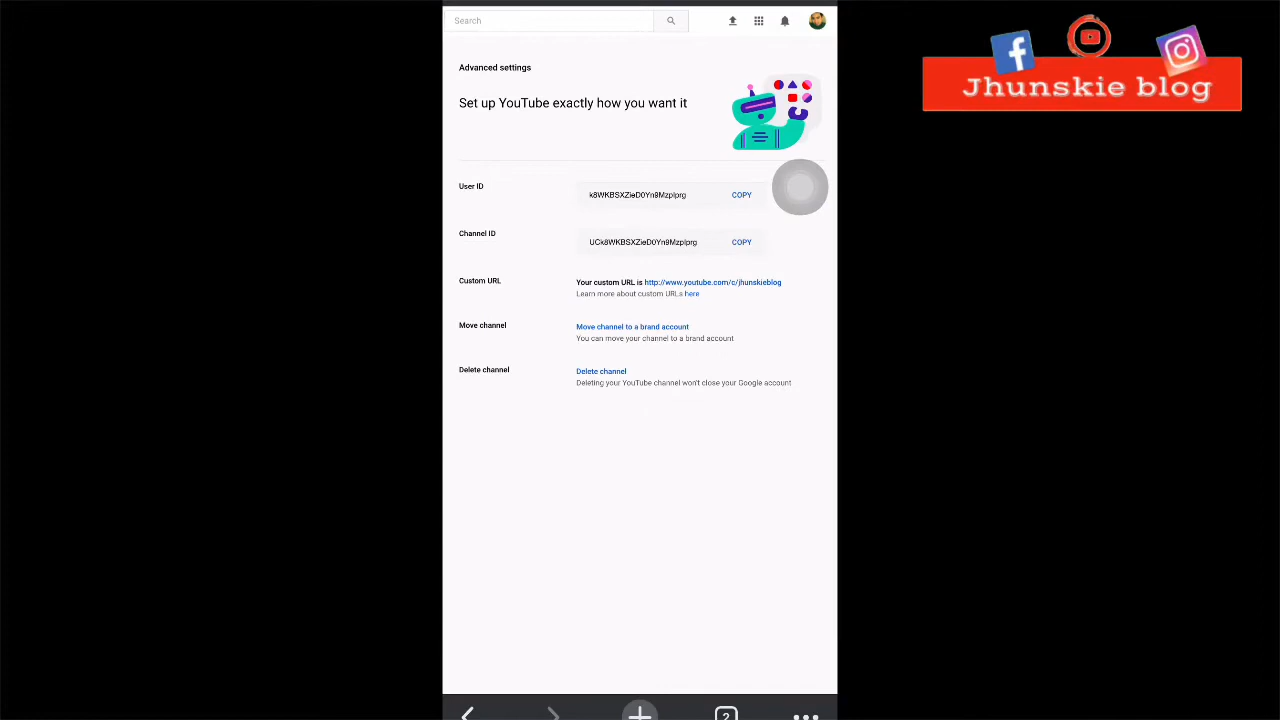 Search
Jhunskie blog
Advanced settings
Set up YouTube exactly how you want it
User ID
k8WKBSXZieD0Yn9MzpIprg
COPY
Channel ID
UCk8WKBSXZieD0Yn9MzpIprg
COPY
Custom URL
Your custom URL is http://www.youtube.com/c/jhunskieblog
Learn more about custom URLs here
Move channel
Move channel to a brand account
You can move your channel to a brand account
Delete channel
Delete channel
Deleting your YouTube channel won't close your Google account
2